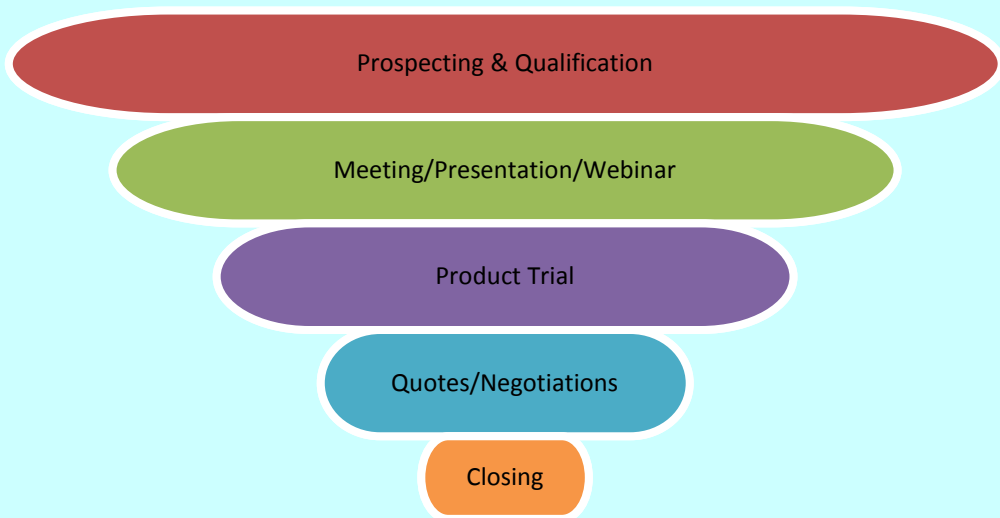 Prospecting & Qualification
Meeting/Presentation/Webinar
Product Trial
Quotes/Negotiations
Closing